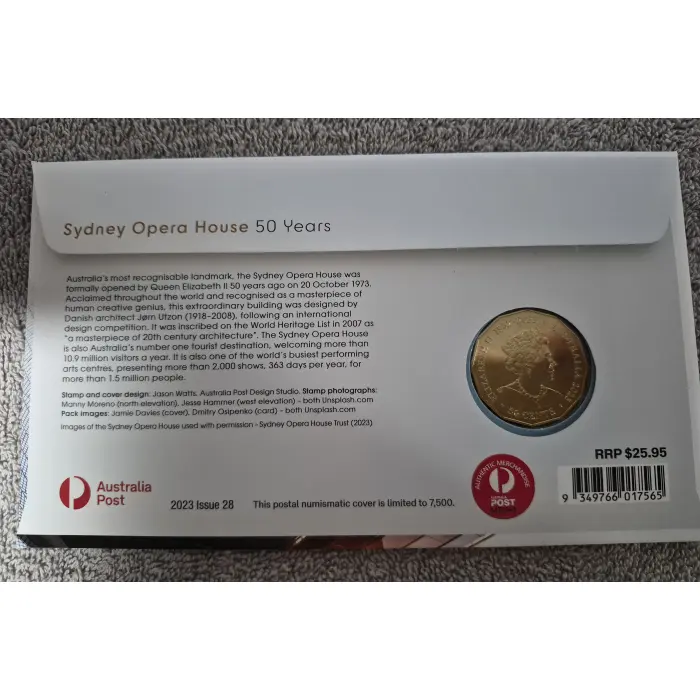 Sydney Opera House 50 Years
Australia's most recognisable landmark, the Sydney Opera House was
formally opened by Queen Elizabeth II 50 years ago on 20 October 1973.
Acclaimed throughout the world and recognised as a masterpiece of
human creative genius, this extraordinary building was designed by
Danish architect Jørn Utzon (1918–2008), following an international
design competition. It was inscribed on the World Heritage List in 2007 as
"a masterpiece of 20th century architecture". The Sydney Opera House
is also Australia's number one tourist destination, welcoming more than
10.9 million visitors a year. It is also one of the world's busiest performing
arts centres, presenting more than 2,000 shows, 363 days per year, for
more than 1.5 million people.
Stamp and cover design: Jason Watts, Australia Post Design Studio. Stamp photographs:
Manny Moreno (north elevation), Jesse Hammer (west elevation) – both Unsplash.com
Pack images: Jamie Davies (cover), Dmitry Osipenko (card) – both Unsplash.com
Images of the Sydney Opera House used with permission - Sydney Opera House Trust (2023)
50 CENTS
RRP $25.95
AUTHENTIC MERCHANDISE
POST
9 349766 017565
Australia
Post
2023 Issue 28
This postal numismatic cover is limited to 7,500.